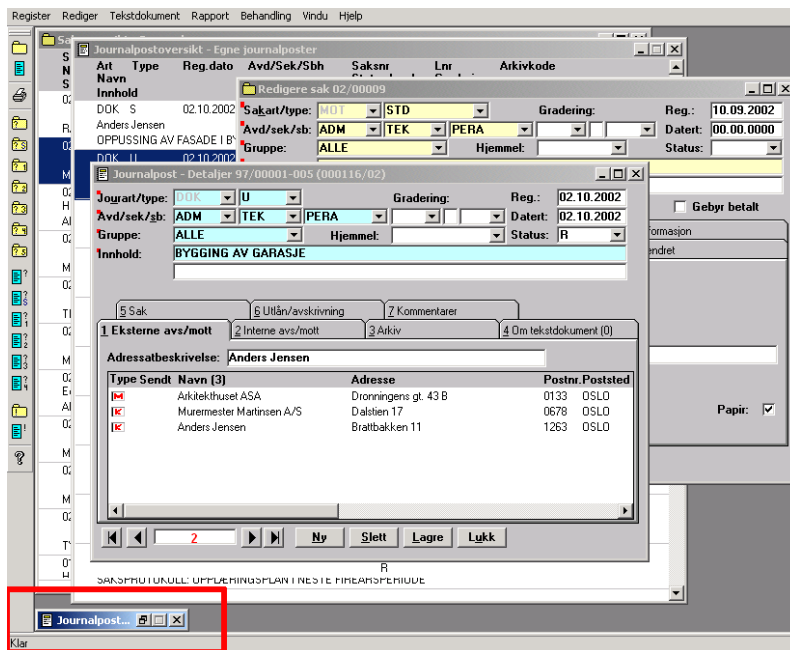 Register Rediger Tekstdokument Rapport Behandling Vindu Hjelp
Journalpostoversikt - Egne journalposter
Art Type Reg.dato Avd/Sek/Sbh Saksnr Lnr Arkivkode
Navn
Innhold
DOK S 02.10.2002
Anders Jensen
OPPUSSING AV FASADE I
DOK U 02.10.2002
Redigere sak 02/00009
Sakart/type: MOT STD Gradering: Reg.: 10.09.2002
Avd/sek/sb: ADM TEK PERA Datert: 00.00.0000
Gruppe: ALLE Hjemmel: Status:
Gebyr betalt
Papir:
Journalpost - Detaljer 97/00001-005 (000116/02)
Jourart/type: DOK U Gradering: Reg.: 02.10.2002
Avd/sek/sb: ADM TEK PERA Datert: 02.10.2002
Gruppe: ALLE Hjemmel: Status: R
Innhold: BYGGING AV GARASJE
5 Sak 6 Utlån/avskrivning 7 Kommentarer
1 Eksterne avs/mott 2 Interne avs/mott 3 Arkiv 4 Om tekstdokument (0)
Adressatbeskrivelse: Anders Jensen
Type Sendt Navn (3) Adresse Postnr. Poststed
M Arkitekthuset ASA Dronningens gt. 43 B 0133 OSLO
K Murermester Martinsen A/S Dalstien 17 0678 OSLO
K Anders Jensen Brattbakken 11 1263 OSLO
2 Ny Slett Lagre Lukk
R
SAKSPROTOKOLL: OPPLÆRINGSPLAN I NESTE FIREÅRSPERIODE
Journalpost...
Klar